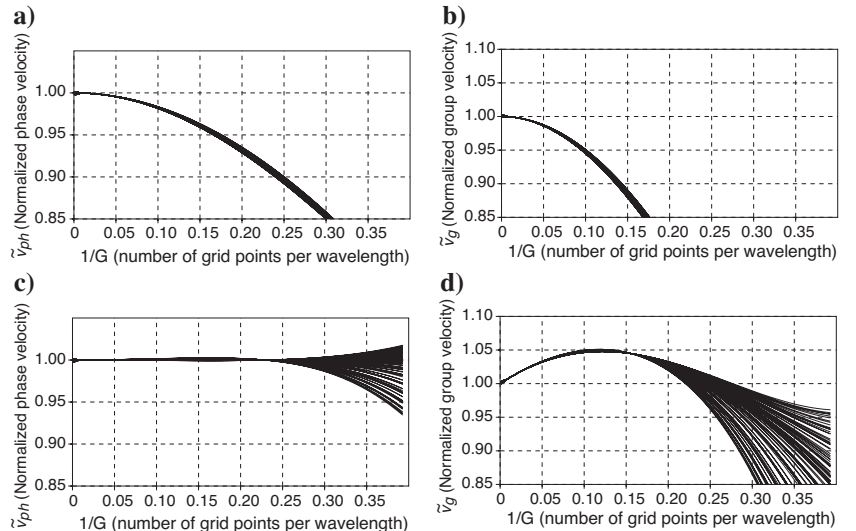 a)
ṽph (Normalized phase velocity)
1.05
1.00
0.95
0.90
0.85
0 0.05 0.10 0.15 0.20 0.25 0.30 0.35
1/G (number of grid points per wavelength)
b)
ṽg (Normalized group velocity)
1.10
1.05
1.00
0.95
0.90
0.85
0 0.05 0.10 0.15 0.20 0.25 0.30 0.35
1/G (number of grid points per wavelength)
c)
ṽph (Normalized phase velocity)
1.05
1.00
0.95
0.90
0.85
0 0.05 0.10 0.15 0.20 0.25 0.30 0.35
1/G (number of grid points per wavelength)
d)
ṽg (Normalized group velocity)
1.10
1.05
1.00
0.95
0.90
0.85
0.00 0.05 0.10 0.15 0.20 0.25 0.30 0.35
1/G (number of grid points per wavelength)